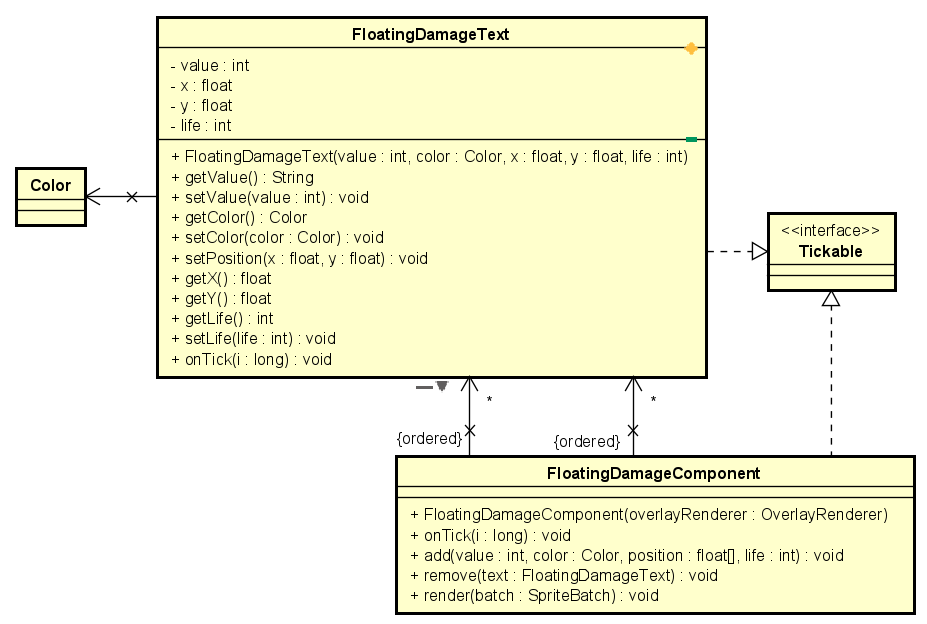 FloatingDamageText
- value : int
- x : float
- y : float
- life : int
+ FloatingDamageText(value : int, color : Color, x : float, y : float, life : int)
+ getValue() : String
+ setValue(value : int) : void
+ getColor() : Color
+ setColor(color : Color) : void
+ setPosition(x : float, y : float) : void
+ getX() : float
+ getY() : float
+ getLife() : int
+ setLife(life : int) : void
+ onTick(i : long) : void
Color
<<interface>>
Tickable
*
*
{ordered}
{ordered}
FloatingDamageComponent
+ FloatingDamageComponent(overlayRenderer : OverlayRenderer)
+ onTick(i : long) : void
+ add(value : int, color : Color, position : float[], life : int) : void
+ remove(text : FloatingDamageText) : void
+ render(batch : SpriteBatch) : void